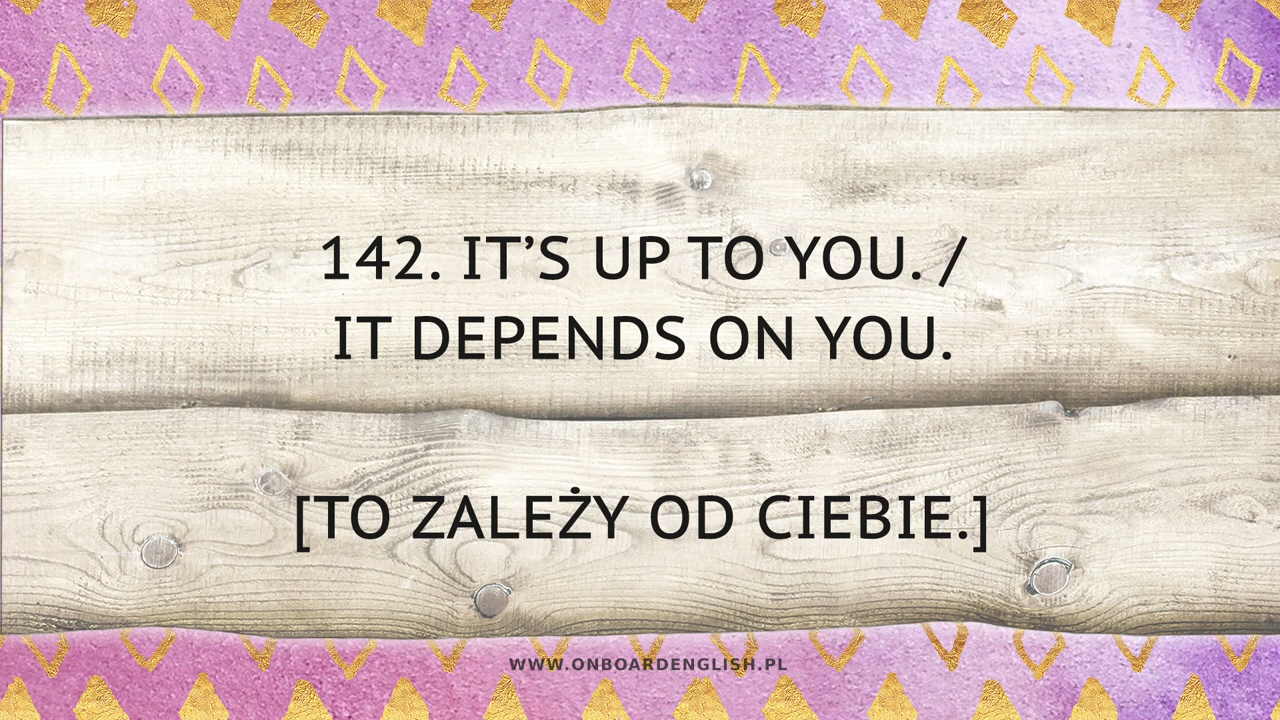 142. IT’S UP TO YOU. /
IT DEPENDS ON YOU.
[TO ZALEŻY OD CIEBIE.]
WWW.ONBOARDENGLISH.PL